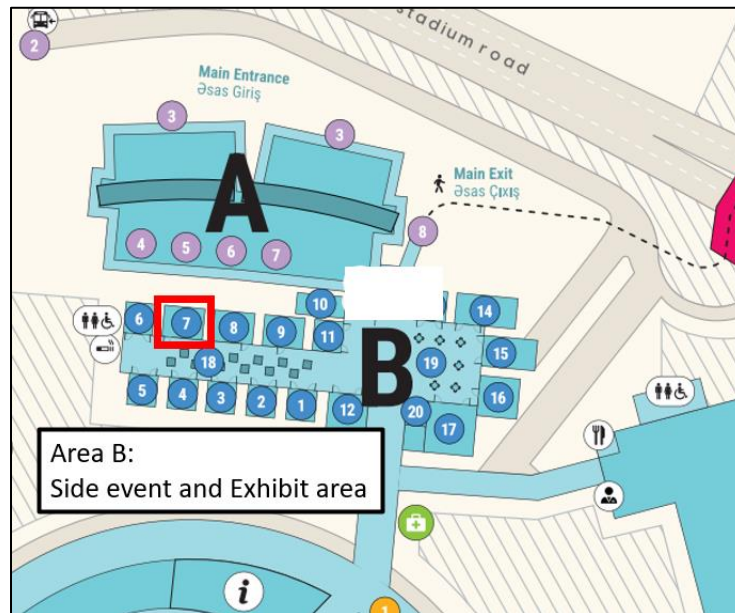 stadium road
2
Main Entrance
Əsas Giriş
3
3
A
Main Exit
Əsas Çıxış
4
5
6
7
8
10
14
6
7
8
9
11
18
19
15
B
5
4
3
2
1
12
20
17
16
Area B:
Side event and Exhibit area
i
1